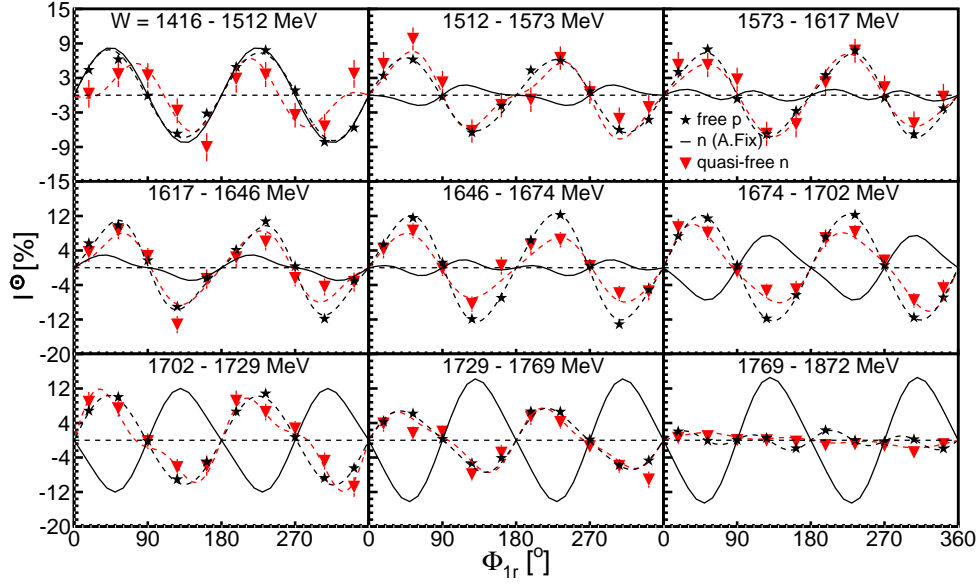 W = 1416 - 1512 MeV
1512 - 1573 MeV
1573 - 1617 MeV
9
3
-3
-9
-15
free p
n (A.Fix)
quasi-free n
1617 - 1646 MeV
1646 - 1674 MeV
1674 - 1702 MeV
12
4
-4
-12
-20
I⊙ [%]
1702 - 1729 MeV
1729 - 1769 MeV
1769 - 1872 MeV
12
4
-4
-12
-20
0 90 180 270 0 90 180 270 0 90 180 270 360
Φ1r [o]